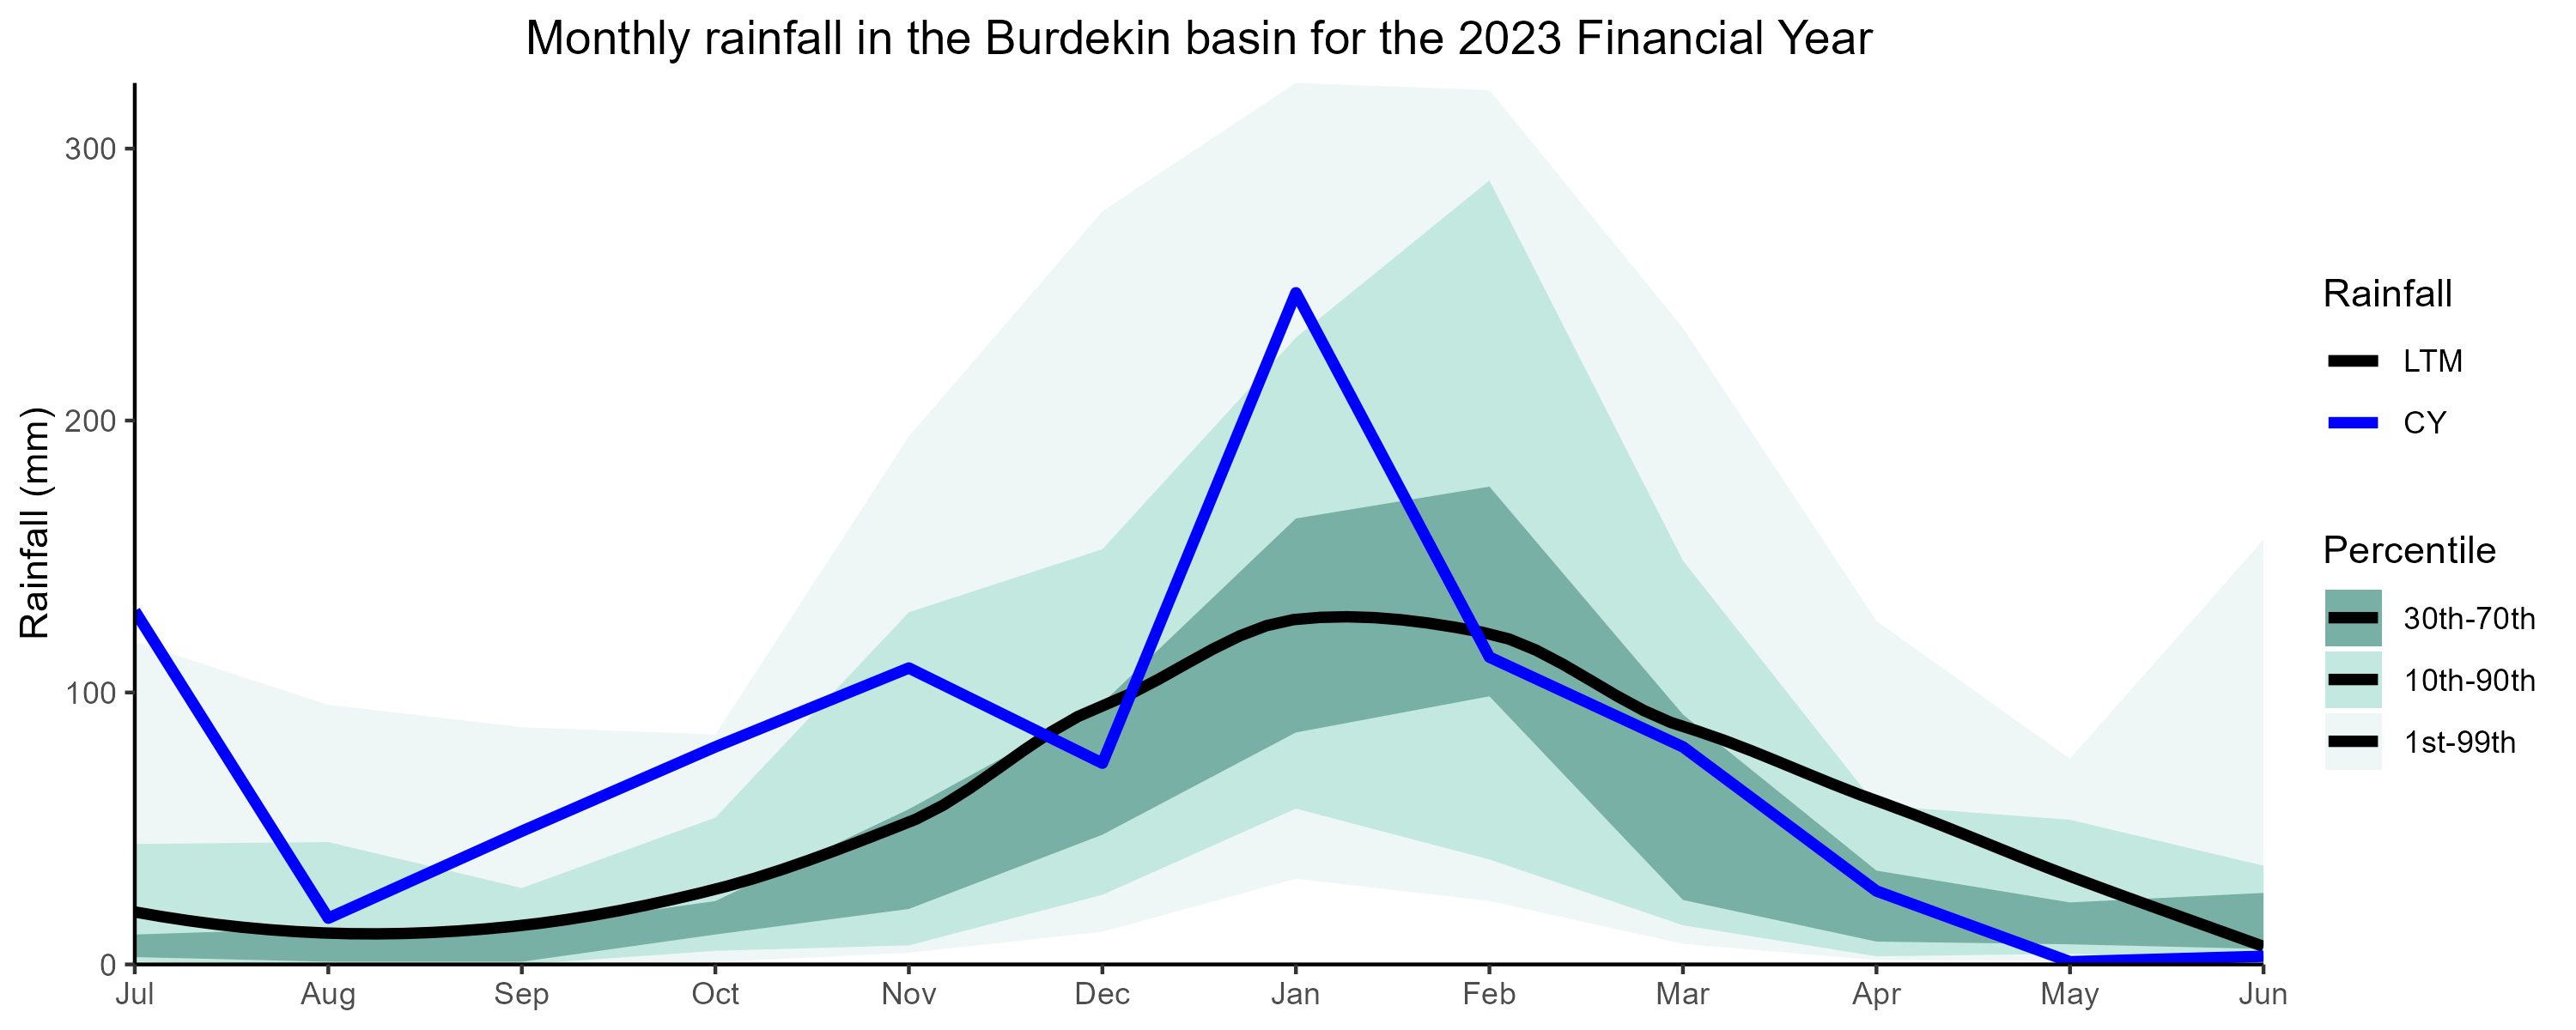 Monthly rainfall in the Burdekin basin for the 2023 Financial Year
Rainfall (mm)
300
200
100
0
Jul Aug Sep Oct Nov Dec Jan Feb Mar Apr May Jun
Rainfall
LTM
CY
Percentile
30th-70th
10th-90th
1st-99th